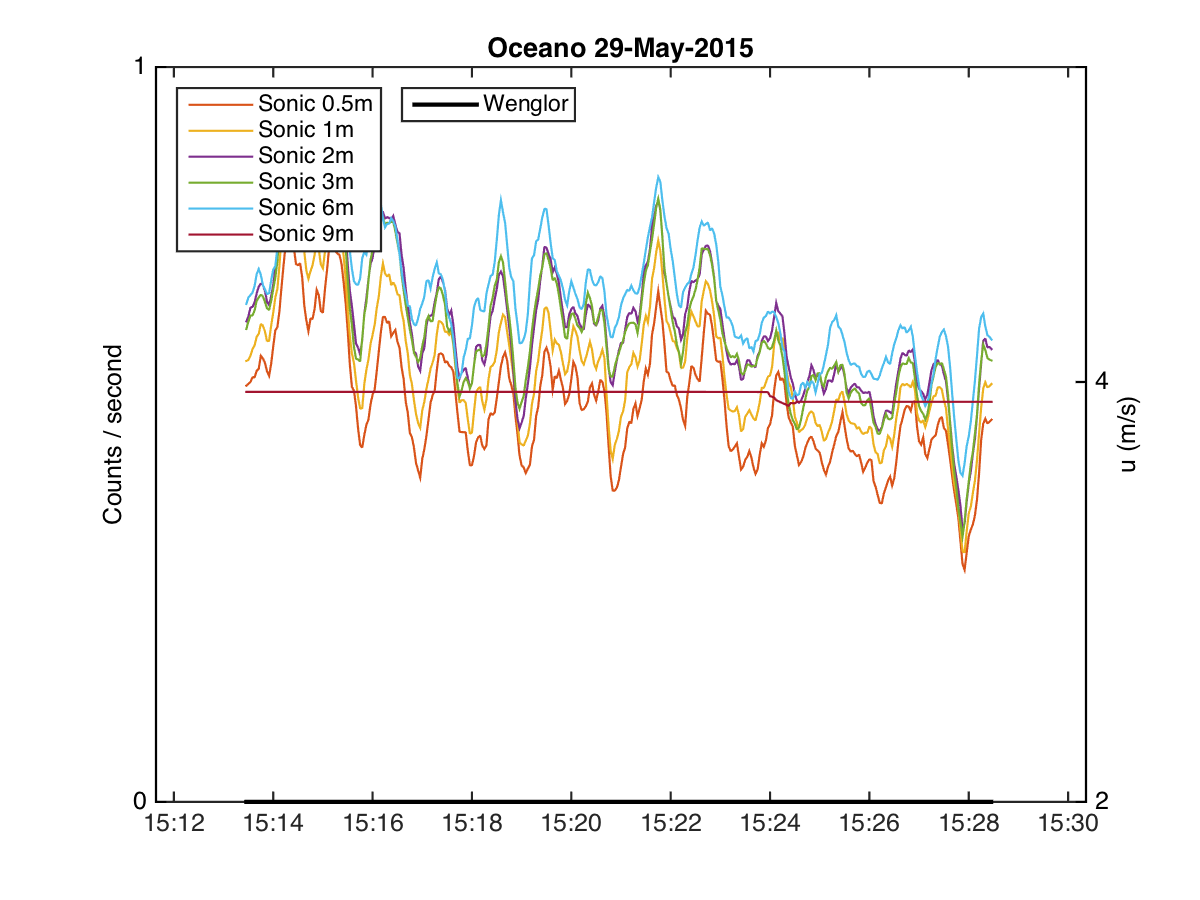 Oceano 29-May-2015
1
Sonic 0.5m
Sonic 1m
Sonic 2m
Sonic 3m
Sonic 6m
Sonic 9m
Wenglor
Counts / second
4
u (m/s)
0
2
15:12 15:14 15:16 15:18 15:20 15:22 15:24 15:26 15:28 15:30